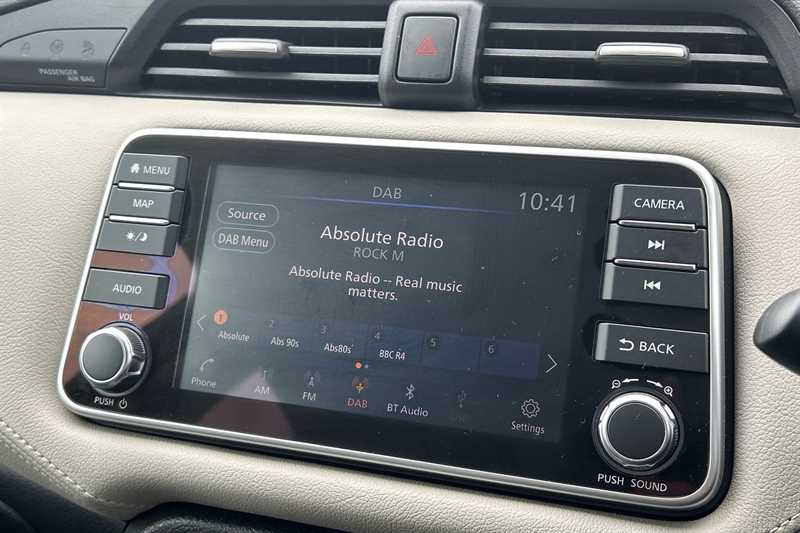 PASSENGER
AIR BAG
MENU
MAP
AUDIO
VOL
PUSH
DAB
10:41
Source
DAB Menu
Absolute Radio
ROCK M
Absolute Radio -- Real music
matters.
1 2 3 4 5 6
Absolute Abs 90s Abs80s BBC R4
Phone AM FM DAB BT Audio Settings
CAMERA
BACK
PUSH SOUND